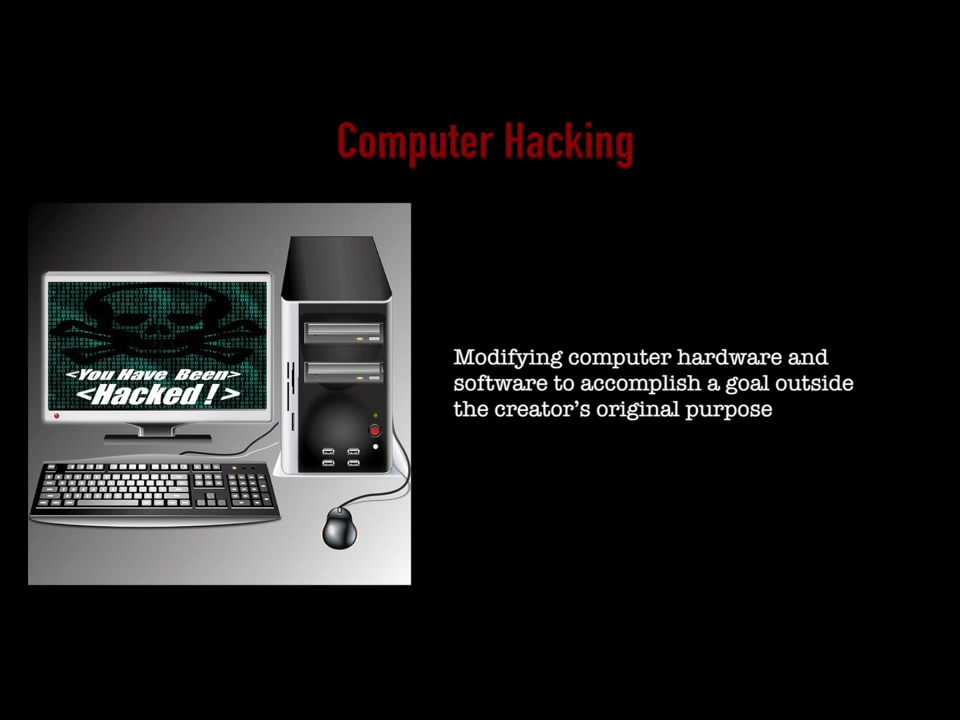 Computer Hacking
<You Have Been>
<Hacked ! >
Modifying computer hardware and
software to accomplish a goal outside
the creator’s original purpose